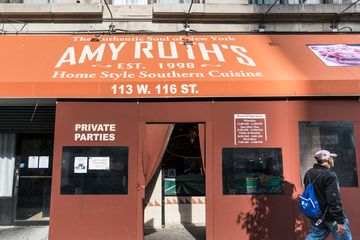 The Authentic Soul of New York
AMY RUTH'S
EST. 1998
Home Style Southern Cuisine
113 W. 116 ST.
PRIVATE
PARTIES